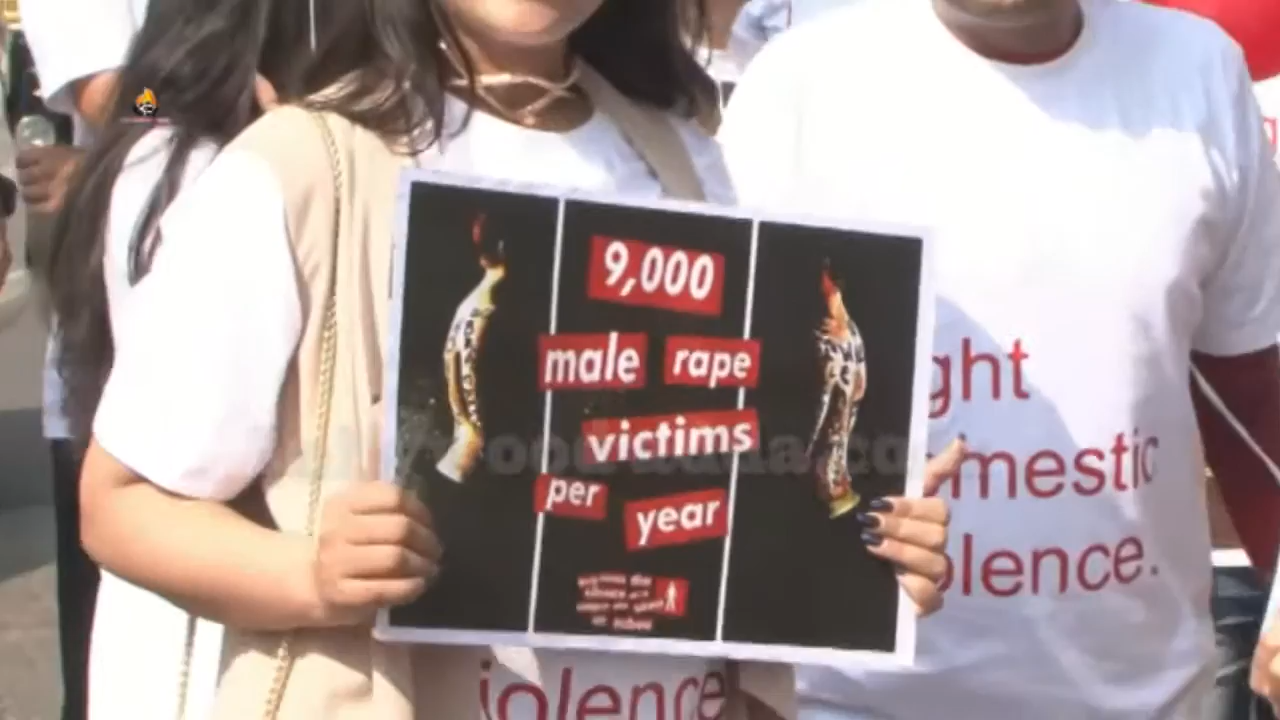 9,000
male rape
victims
per
year
ght
mestic
olence.
iolence